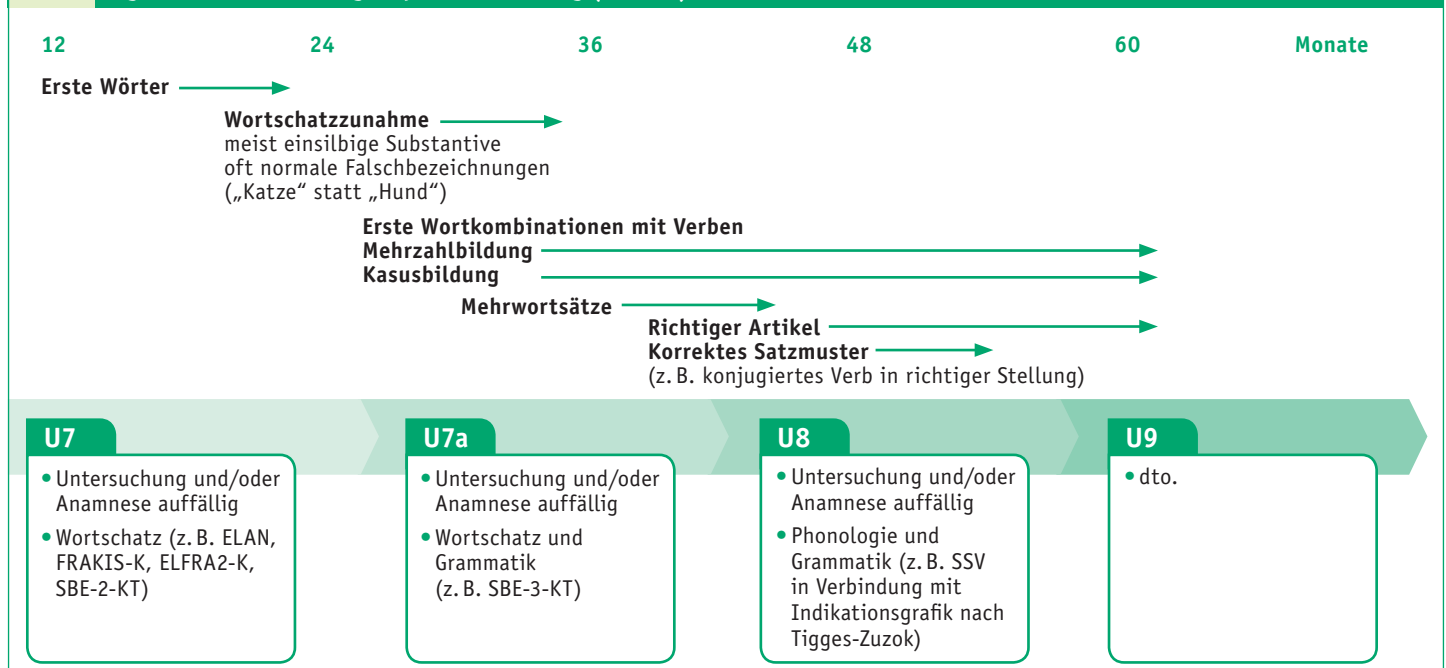 12 24 36 48 60 Monate
Erste Wörter
Wortschatzzunahme
meist einsilbige Substantive
oft normale Falschbezeichnungen
(„Katze“ statt „Hund“)
Erste Wortkombinationen mit Verben
Mehrzahlbildung
Kasusbildung
Mehrwortsätze
Richtiger Artikel
Korrektes Satzmuster
(z. B. konjugiertes Verb in richtiger Stellung)
U7
• Untersuchung und/oder
Anamnese auffällig
• Wortschatz (z. B. ELAN,
FRAKIS-K, ELFRA2-K,
SBE-2-KT)
U7a
• Untersuchung und/oder
Anamnese auffällig
• Wortschatz und
Grammatik
(z. B. SBE-3-KT)
U8
• Untersuchung und/oder
Anamnese auffällig
• Phonologie und
Grammatik (z. B. SSV
in Verbindung mit
Indikationsgrafik nach
Tigges-Zuzok)
U9
• dto.